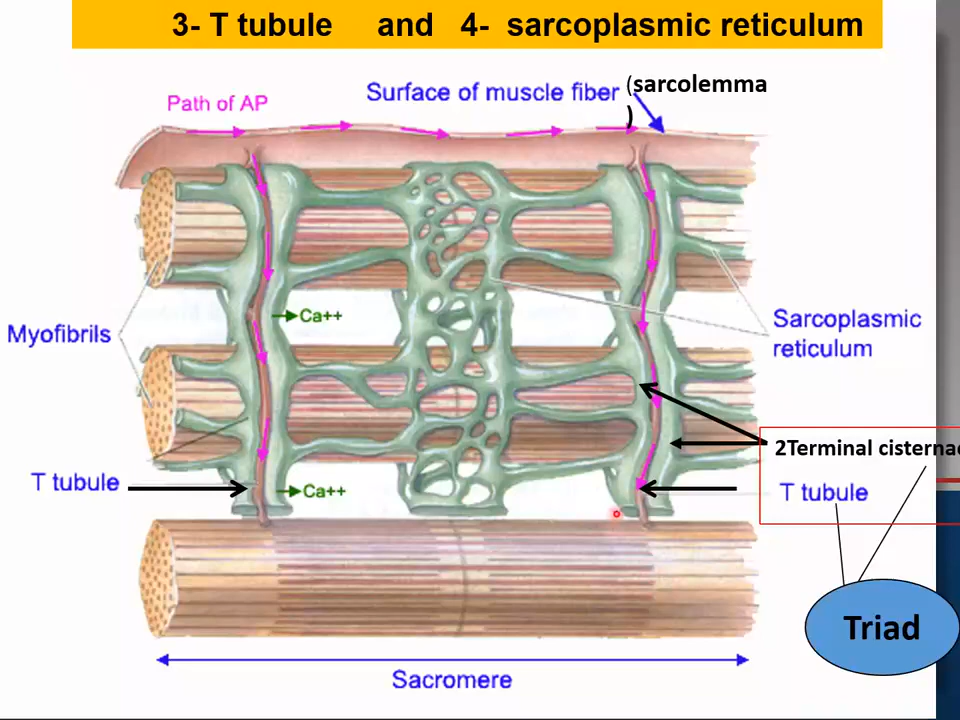 3- T tubule and 4- sarcoplasmic reticulum
Path of AP
Surface of muscle fiber (sarcolemma
)
Ca++
Myofibrils
Sarcoplasmic
reticulum
2Terminal cisternae
T tubule
Ca++
T tubule
Triad
Sacromere